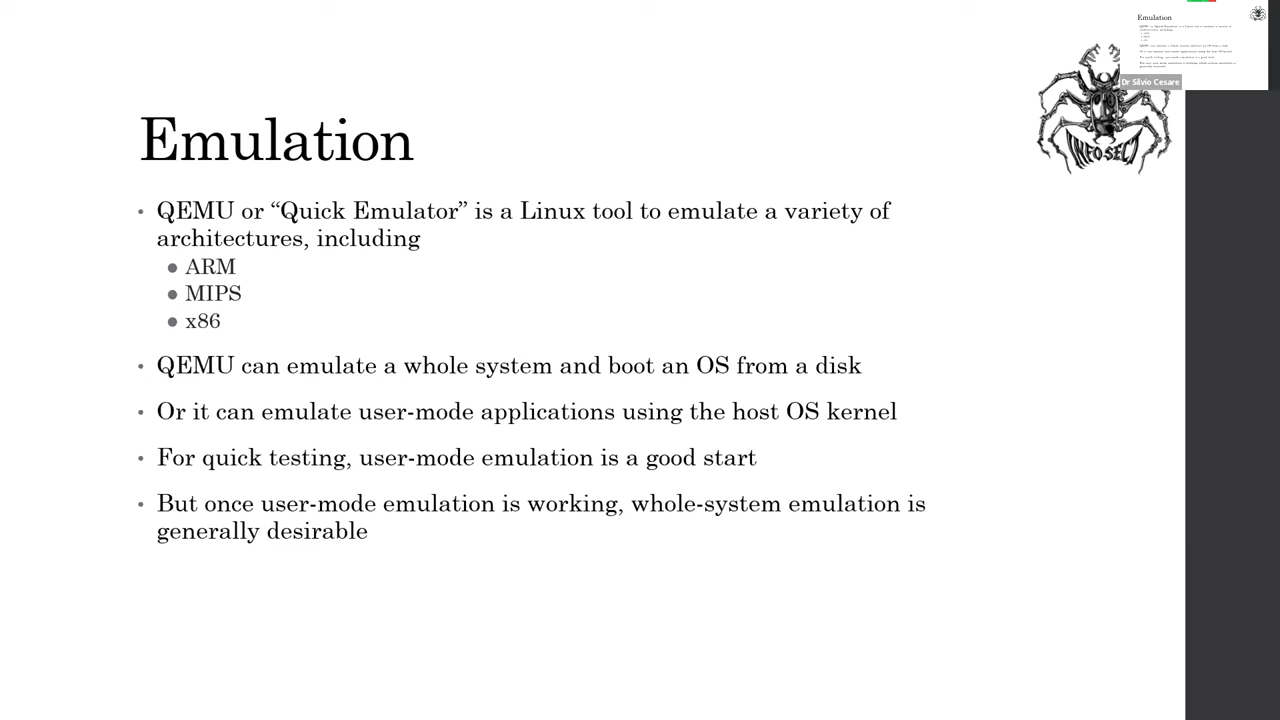 Emulation
Dr Silvio Cesare
INFOSECT
Emulation
• QEMU or “Quick Emulator” is a Linux tool to emulate a variety of
architectures, including
● ARM
● MIPS
● x86
• QEMU can emulate a whole system and boot an OS from a disk
• Or it can emulate user-mode applications using the host OS kernel
• For quick testing, user-mode emulation is a good start
• But once user-mode emulation is working, whole-system emulation is
generally desirable